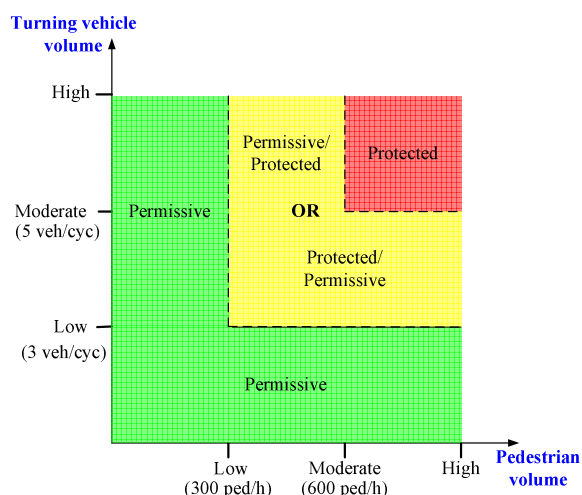 Turning vehicle
volume
High
Permissive/
Protected
Protected
Moderate
(5 veh/cyc)
Permissive
OR
Protected/
Permissive
Low
(3 veh/cyc)
Permissive
Low
(300 ped/h)
Moderate
(600 ped/h)
High
Pedestrian
volume